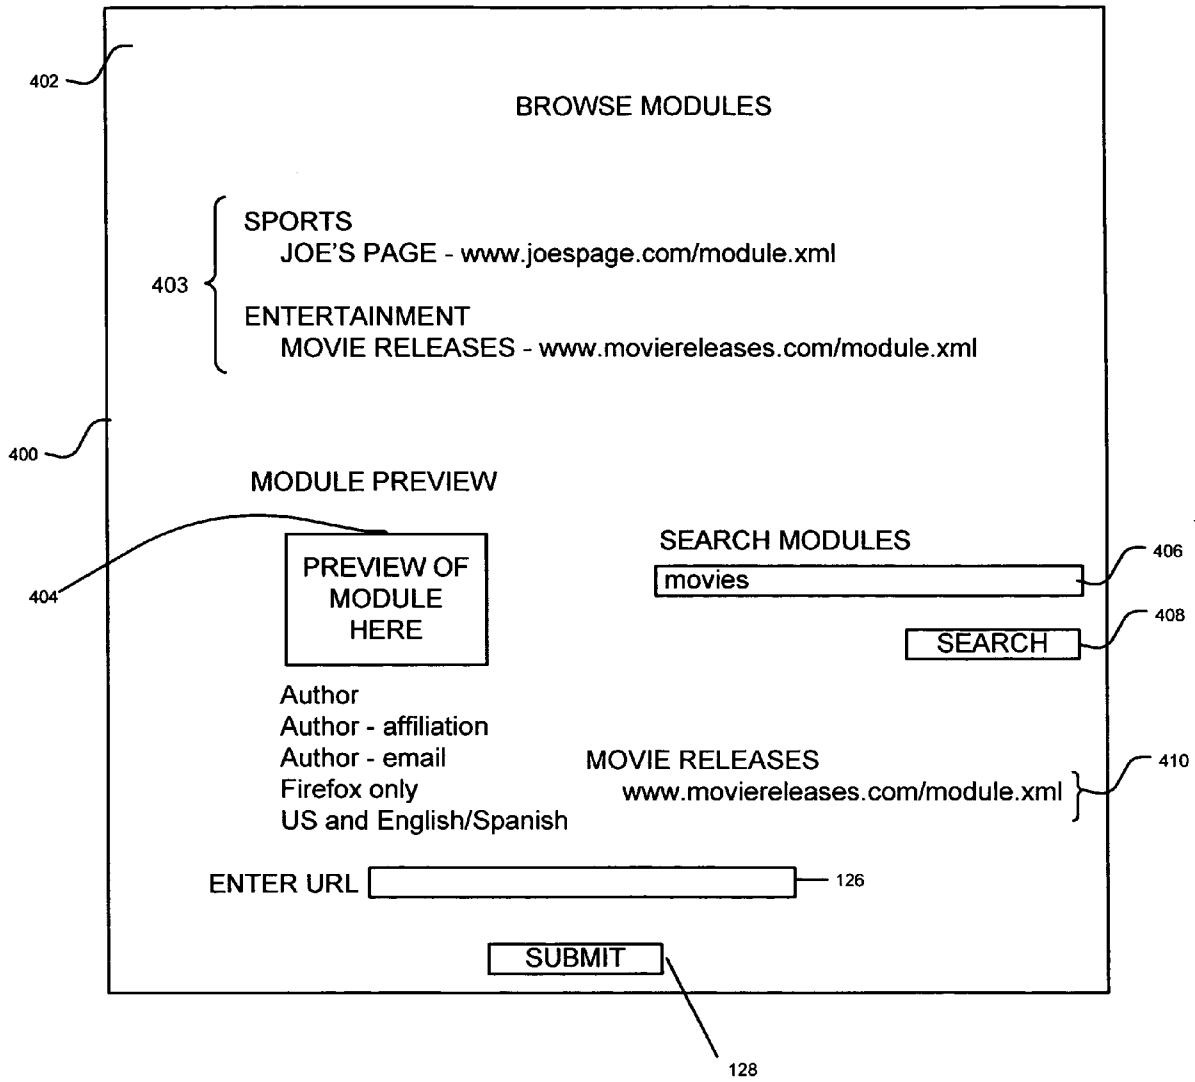 402
BROWSE MODULES
SPORTS
JOE'S PAGE - www.joespage.com/module.xml
403
ENTERTAINMENT
MOVIE RELEASES - www.moviereleases.com/module.xml
400
MODULE PREVIEW
404
PREVIEW OF
MODULE
HERE
SEARCH MODULES
movies
406
SEARCH
408
Author
Author - affiliation
Author - email
Firefox only
US and English/Spanish
MOVIE RELEASES
www.moviereleases.com/module.xml
410
ENTER URL
126
SUBMIT
128